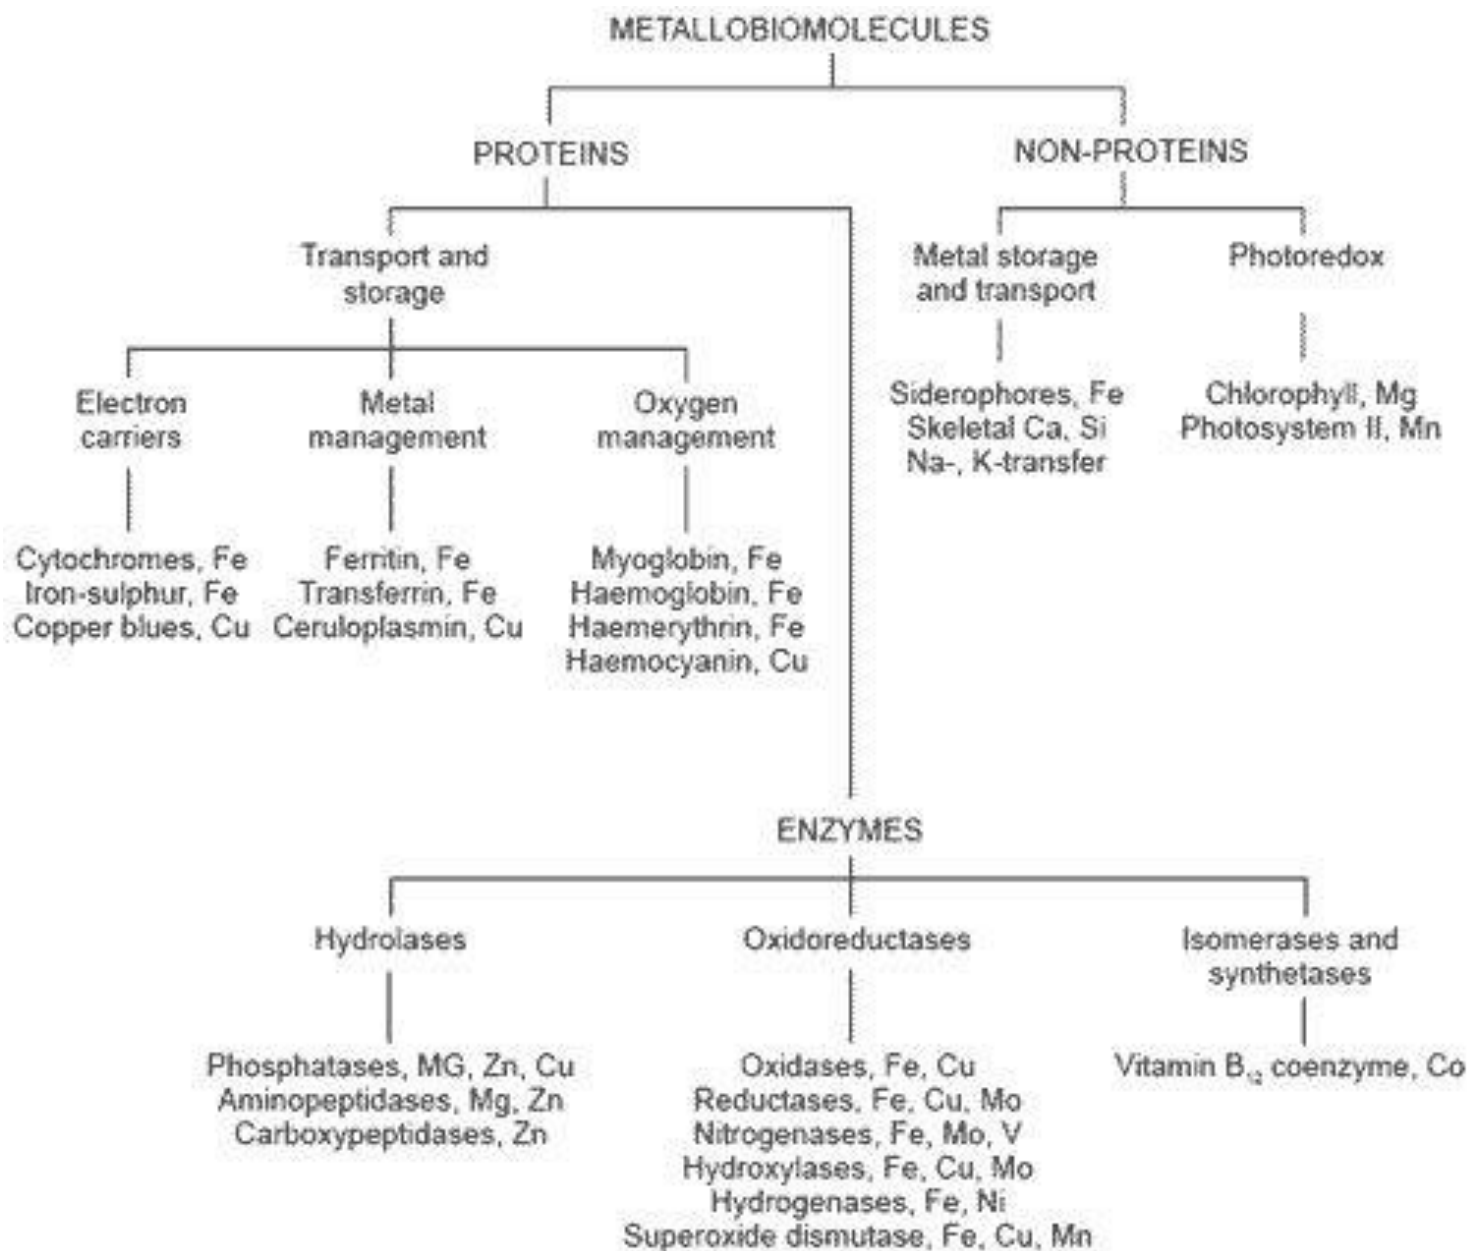 METALLOBIOMOLECULES
PROTEINS
NON-PROTEINS
Transport and
storage
Metal storage
and transport
Photoredox
Electron
carriers
Metal
management
Oxygen
management
Siderophores, Fe
Skeletal Ca, Si
Na-, K-transfer
Chlorophyll, Mg
Photosystem II, Mn
Cytochromes, Fe
Iron-sulphur, Fe
Copper blues, Cu
Ferritin, Fe
Transferrin, Fe
Ceruloplasmin, Cu
Myoglobin, Fe
Haemoglobin, Fe
Haemerythrin, Fe
Haemocyanin, Cu
ENZYMES
Hydrolases
Oxidoreductases
Isomerases and
synthetases
Phosphatases, MG, Zn, Cu
Aminopeptidases, Mg, Zn
Carboxypeptidases, Zn
Oxidases, Fe, Cu
Reductases, Fe, Cu, Mo
Nitrogenases, Fe, Mo, V
Hydroxylases, Fe, Cu, Mo
Hydrogenases, Fe, Ni
Superoxide dismutase, Fe, Cu, Mn
Vitamin B₁₂ coenzyme, Co